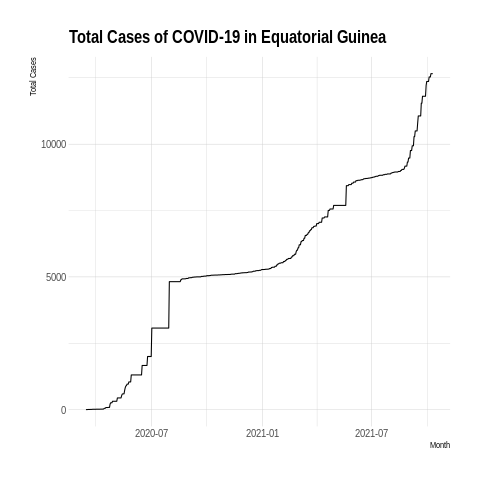 Total Cases of COVID-19 in Equatorial Guinea
Total Cases
10000
5000
0
2020-07
2021-01
2021-07
Month